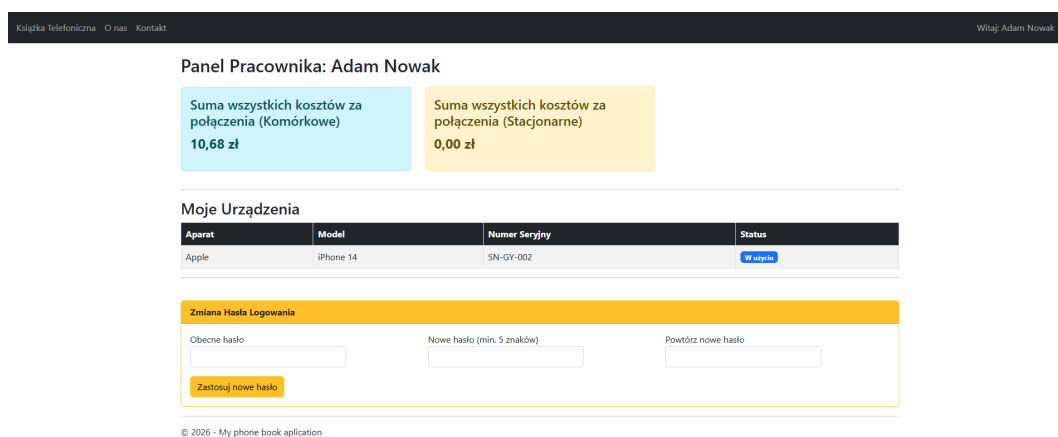 Książka Telefoniczna O nas Kontakt Witaj: Adam Nowak
Panel Pracownika: Adam Nowak
Suma wszystkich kosztów za
połączenia (Komórkowe)
10,68 zł
Suma wszystkich kosztów za
połączenia (Stacjonarne)
0,00 zł
Moje Urządzenia
Aparat Model Numer Seryjny Status
Apple iPhone 14 SN-GY-002 W użyciu
Zmiana Hasła Logowania
Obecne hasło Nowe hasło (min. 5 znaków) Powtórz nowe hasło
Zastosuj nowe hasło
© 2026 - My phone book aplication